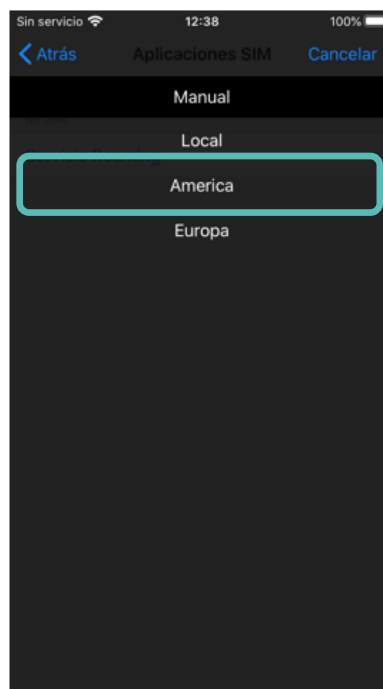 Sin servicio 12:38 100%
Atrás Aplicaciones SIM Cancelar
Manual
Local
America
Europa